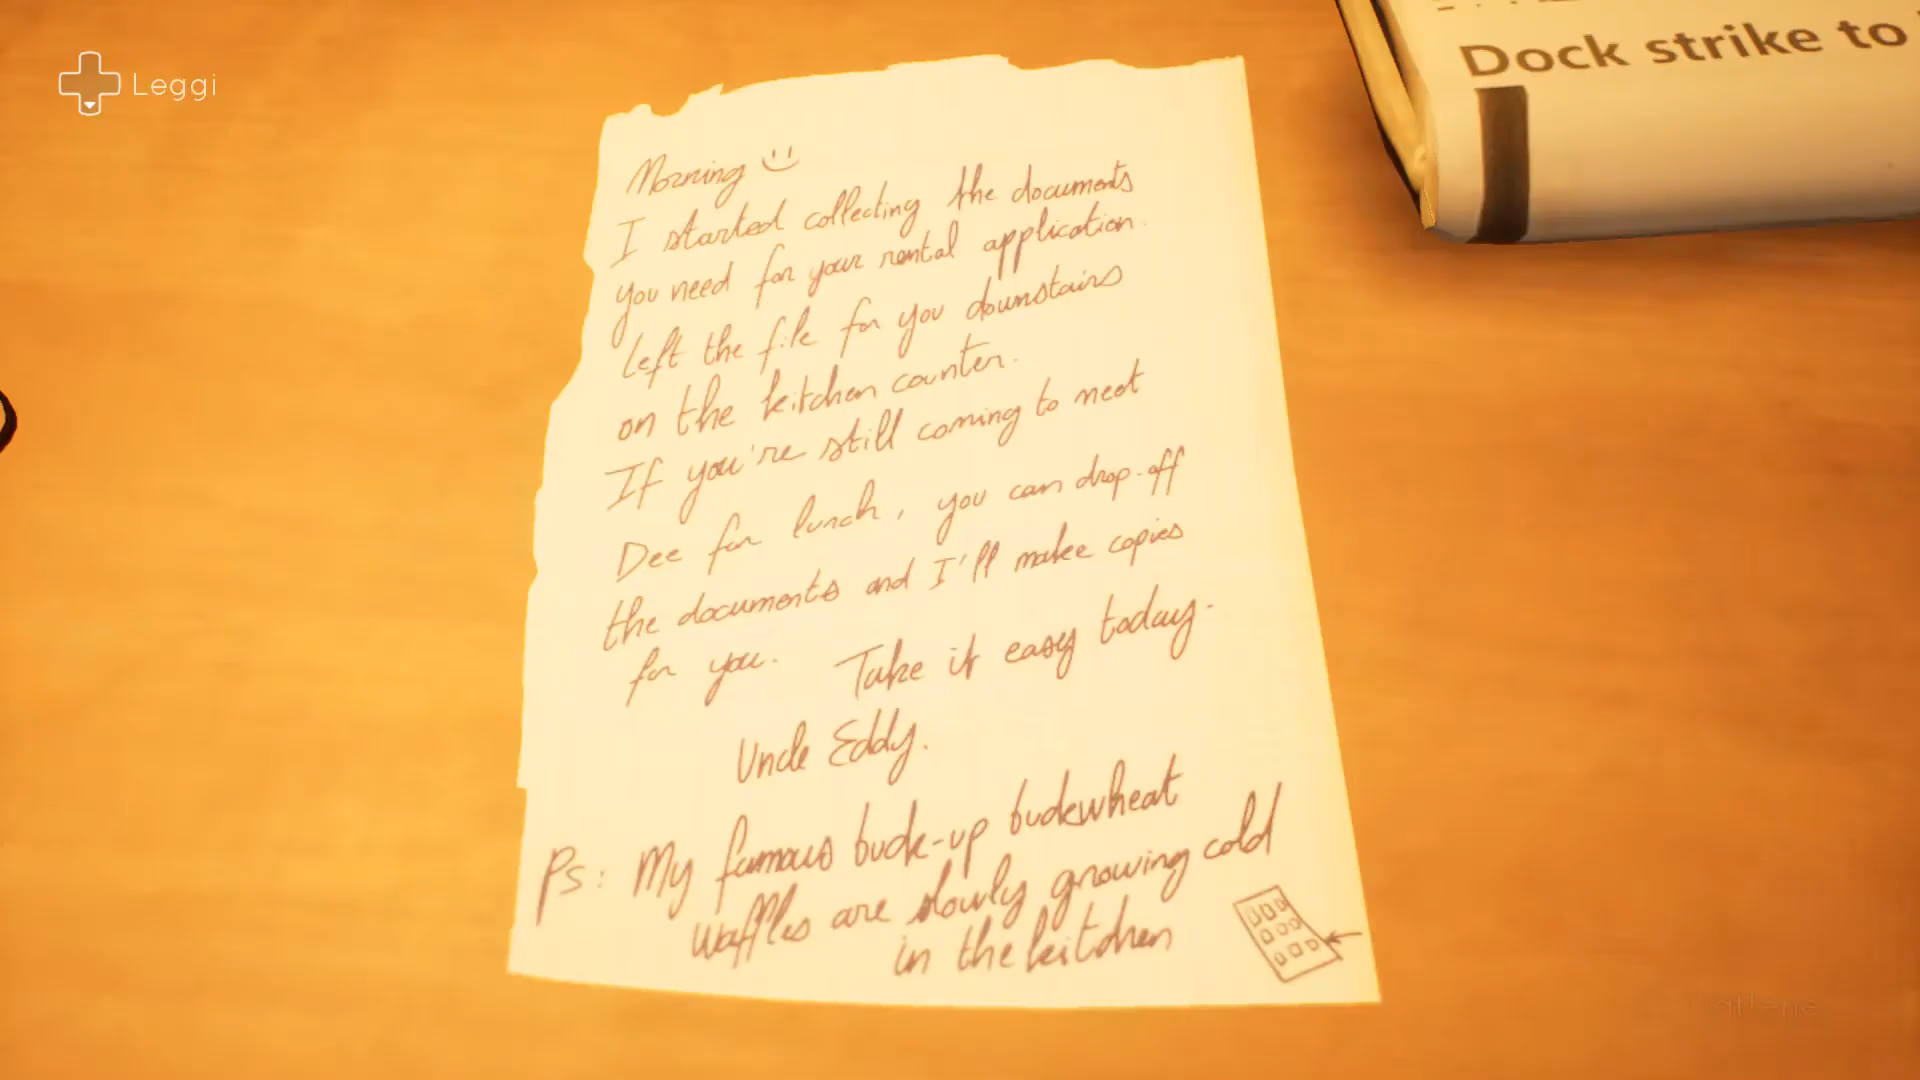 Leggi
Dock strike to
Morning
I started collecting the documents
you need for your rental application.
Left the file for you downstairs
on the kitchen counter.
If you're still coming to meet
Dee for lunch, you can drop-off
the documents and I'll make copies
for you. Take it easy today.
Uncle Eddy.
Ps: My famous buck-up buckwheat
waffles are slowly growing cold
in the kitchen